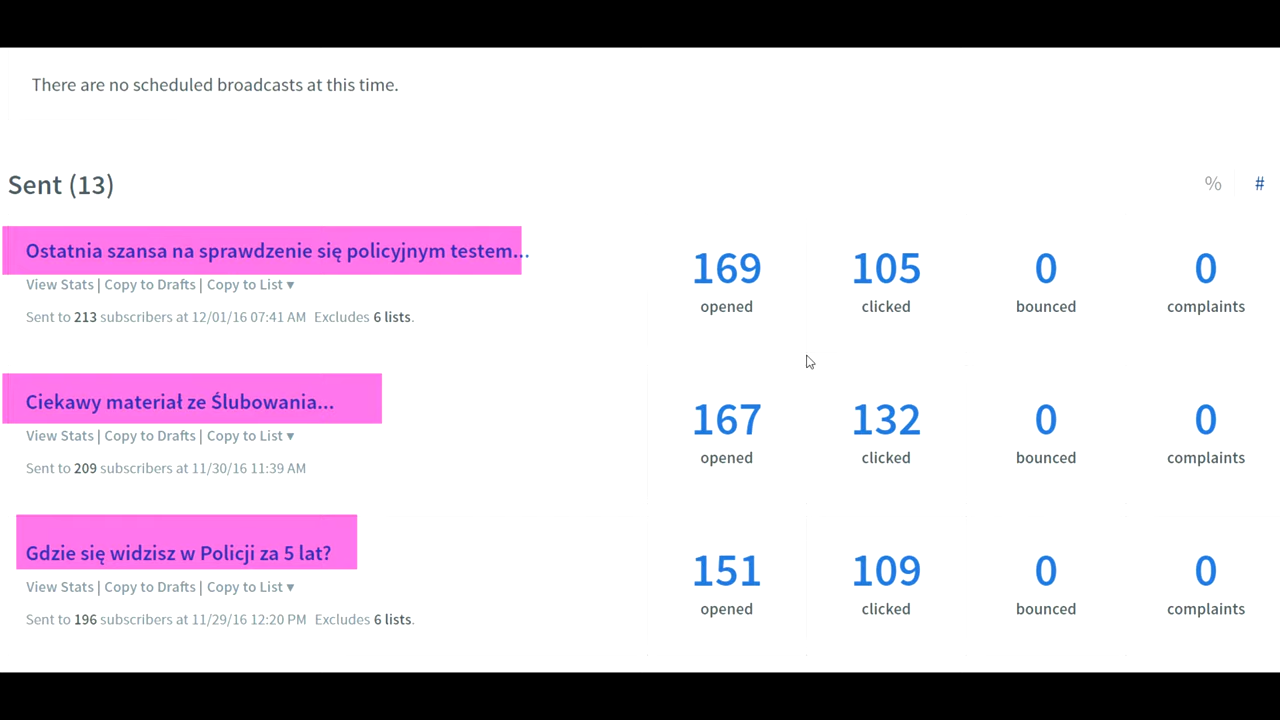 There are no scheduled broadcasts at this time.
Sent (13)
% #
Ostatnia szansa na sprawdzenie się policyjnym testem...
View Stats | Copy to Drafts | Copy to List ▾
Sent to 213 subscribers at 12/01/16 07:41 AM Excludes 6 lists.
169 105 0 0
opened clicked bounced complaints
Ciekawy materiał ze Ślubowania...
View Stats | Copy to Drafts | Copy to List ▾
Sent to 209 subscribers at 11/30/16 11:39 AM
167 132 0 0
opened clicked bounced complaints
Gdzie się widzisz w Policji za 5 lat?
View Stats | Copy to Drafts | Copy to List ▾
Sent to 196 subscribers at 11/29/16 12:20 PM Excludes 6 lists.
151 109 0 0
opened clicked bounced complaints